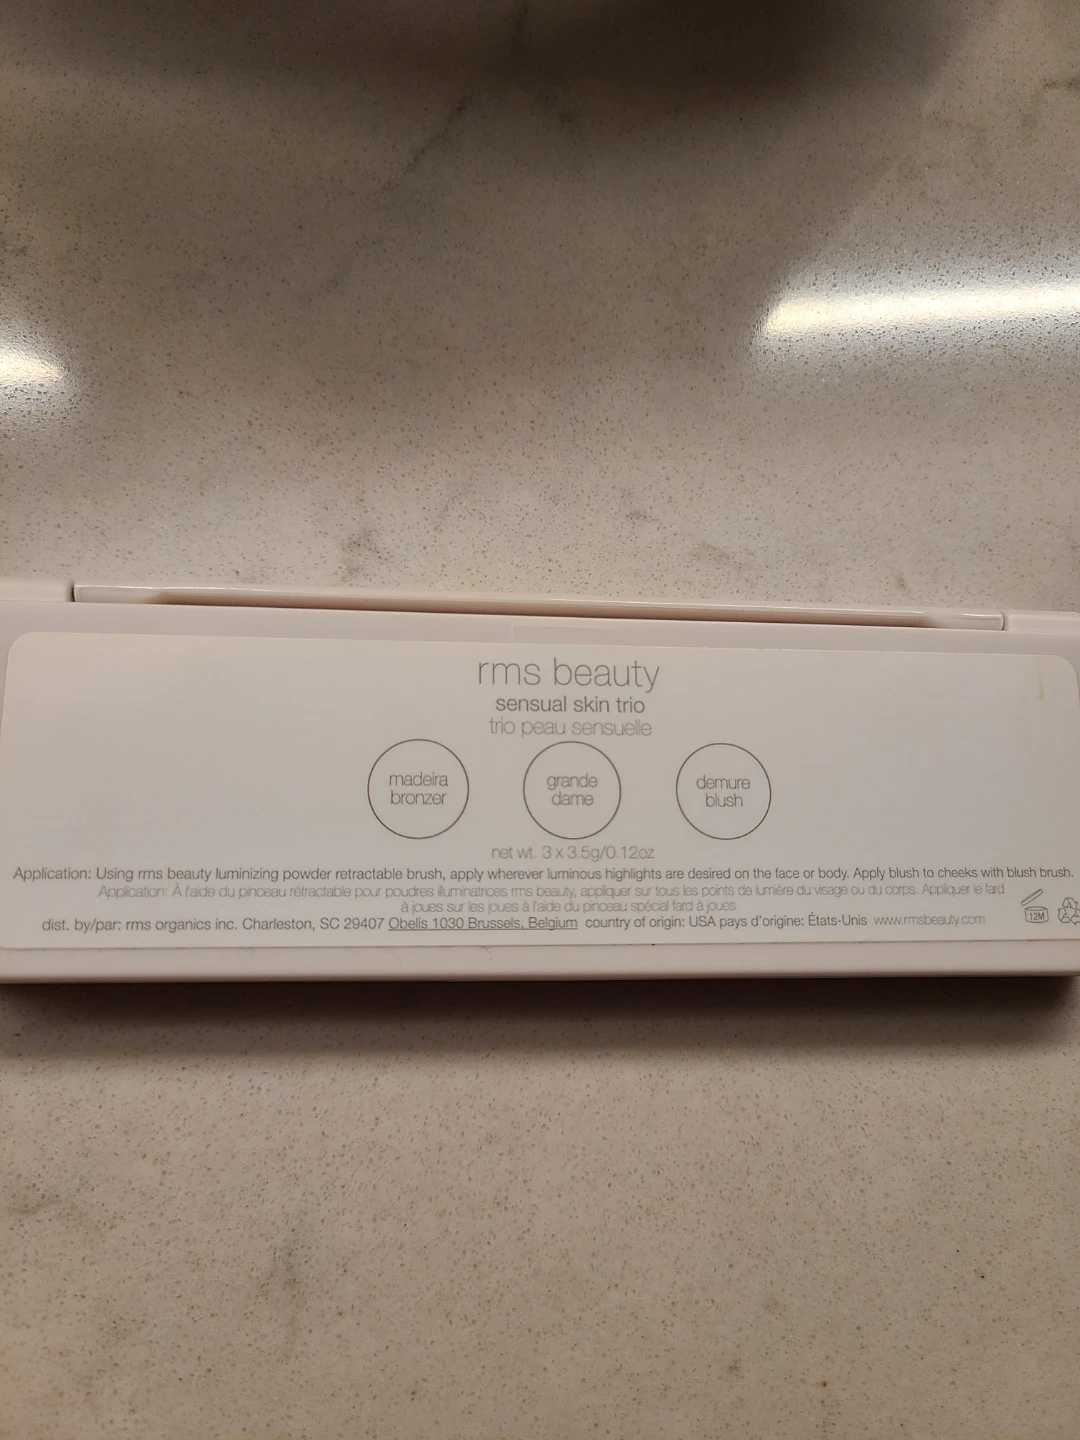 rms beauty
sensual skin trio
trio peau sensuelle
madeira
bronzer
grande
dame
demure
blush
net wt. 3 x 3.5g/0.12oz
Application: Using rms beauty luminizing powder retractable brush, apply wherever luminous highlights are desired on the face or body. Apply blush to cheeks with blush brush.
Application: À l'aide du pinceau rétractable pour poudres illuminatrices rms beauty, appliquer sur tous les points de lumière du visage ou du corps. Appliquer le fard
à joues sur les joues à l'aide du pinceau spécial fard à joues.
dist. by/par: rms organics inc. Charleston, SC 29407 Obelis 1030 Brussels, Belgium country of origin: USA pays d'origine: États-Unis www.rmsbeauty.com
12M